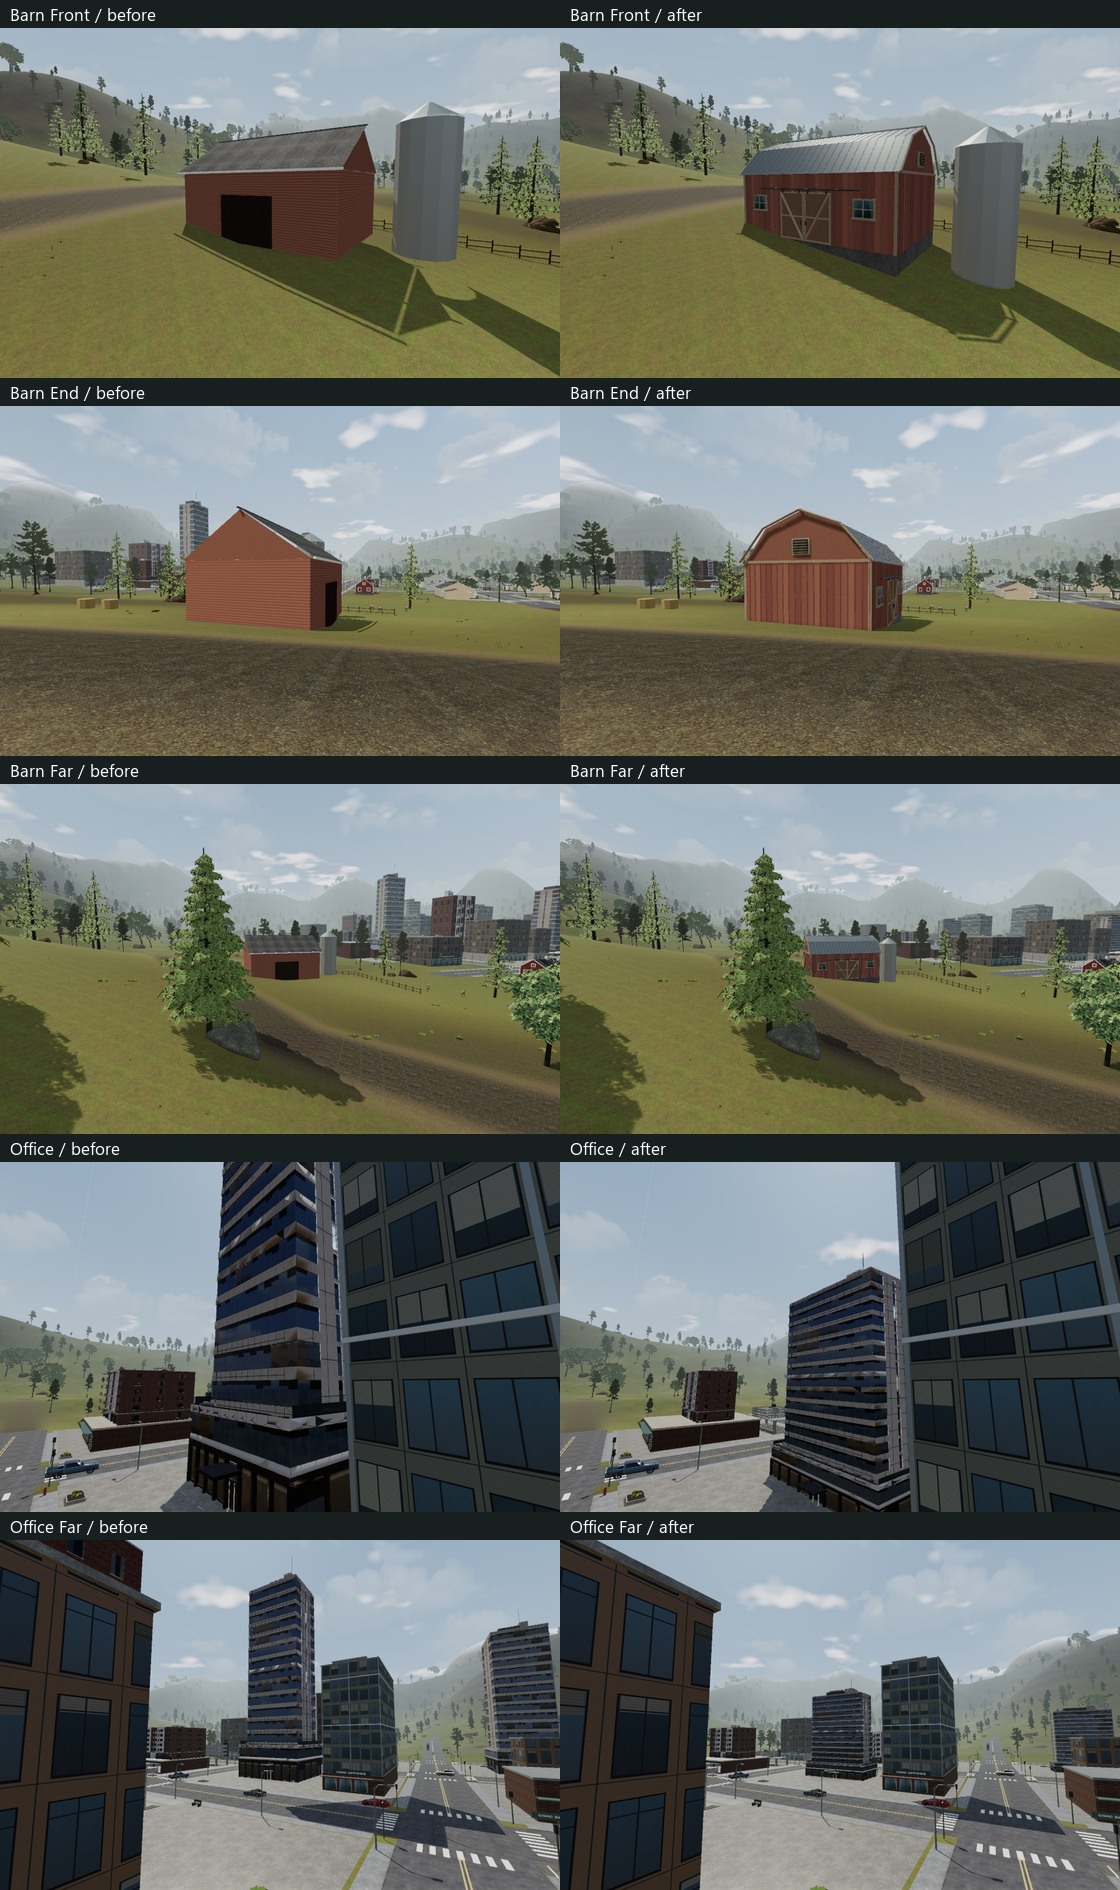 Barn Front / before
Barn Front / after
Barn End / before
Barn End / after
Barn Far / before
Barn Far / after
Office / before
Office / after
Office Far / before
Office Far / after